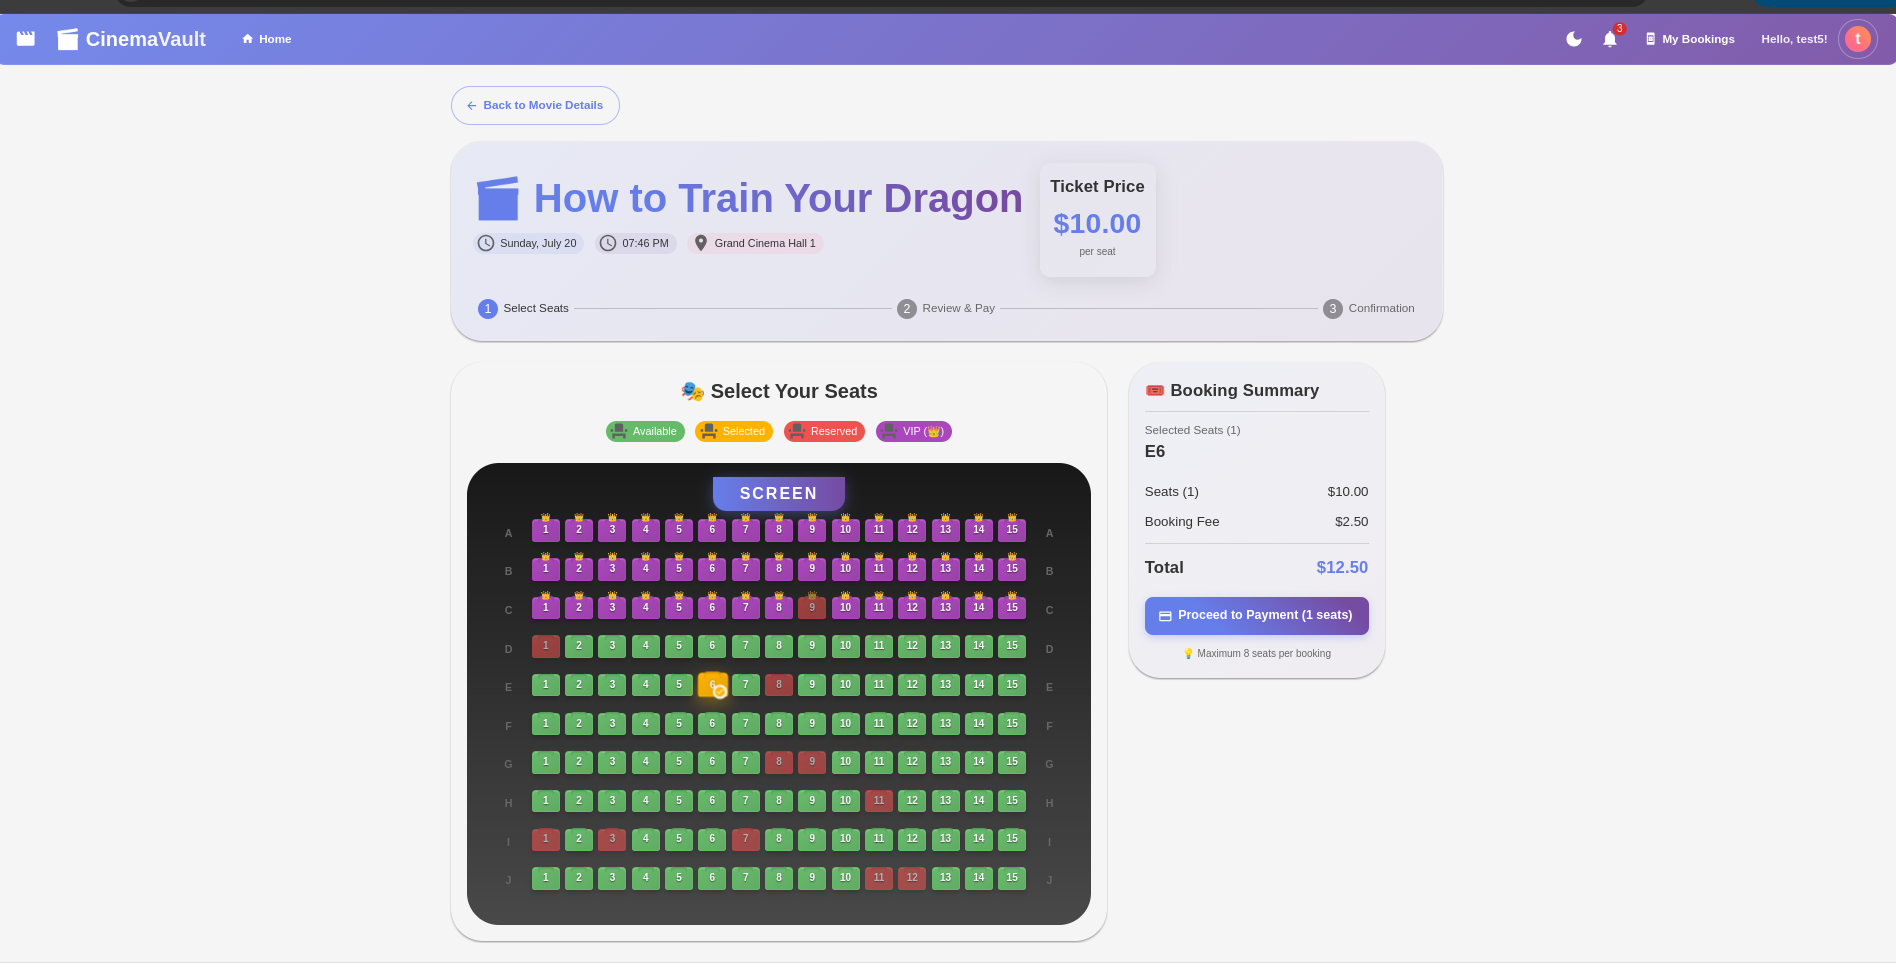 CinemaVault
Home
3
My Bookings
Hello, test5!
t
Back to Movie Details
How to Train Your Dragon
Sunday, July 20
07:46 PM
Grand Cinema Hall 1
Ticket Price
$10.00
per seat
1 Select Seats
2 Review & Pay
3 Confirmation
🎭 Select Your Seats
Available
Selected
Reserved
VIP (👑)
SCREEN
A 1 2 3 4 5 6 7 8 9 10 11 12 13 14 15 A
B 1 2 3 4 5 6 7 8 9 10 11 12 13 14 15 B
C 1 2 3 4 5 6 7 8 9 10 11 12 13 14 15 C
D 1 2 3 4 5 6 7 8 9 10 11 12 13 14 15 D
E 1 2 3 4 5 6 7 8 9 10 11 12 13 14 15 E
F 1 2 3 4 5 6 7 8 9 10 11 12 13 14 15 F
G 1 2 3 4 5 6 7 8 9 10 11 12 13 14 15 G
H 1 2 3 4 5 6 7 8 9 10 11 12 13 14 15 H
I 1 2 3 4 5 6 7 8 9 10 11 12 13 14 15 I
J 1 2 3 4 5 6 7 8 9 10 11 12 13 14 15 J
🎟️ Booking Summary
Selected Seats (1)
E6
Seats (1) $10.00
Booking Fee $2.50
Total $12.50
Proceed to Payment (1 seats)
💡 Maximum 8 seats per booking